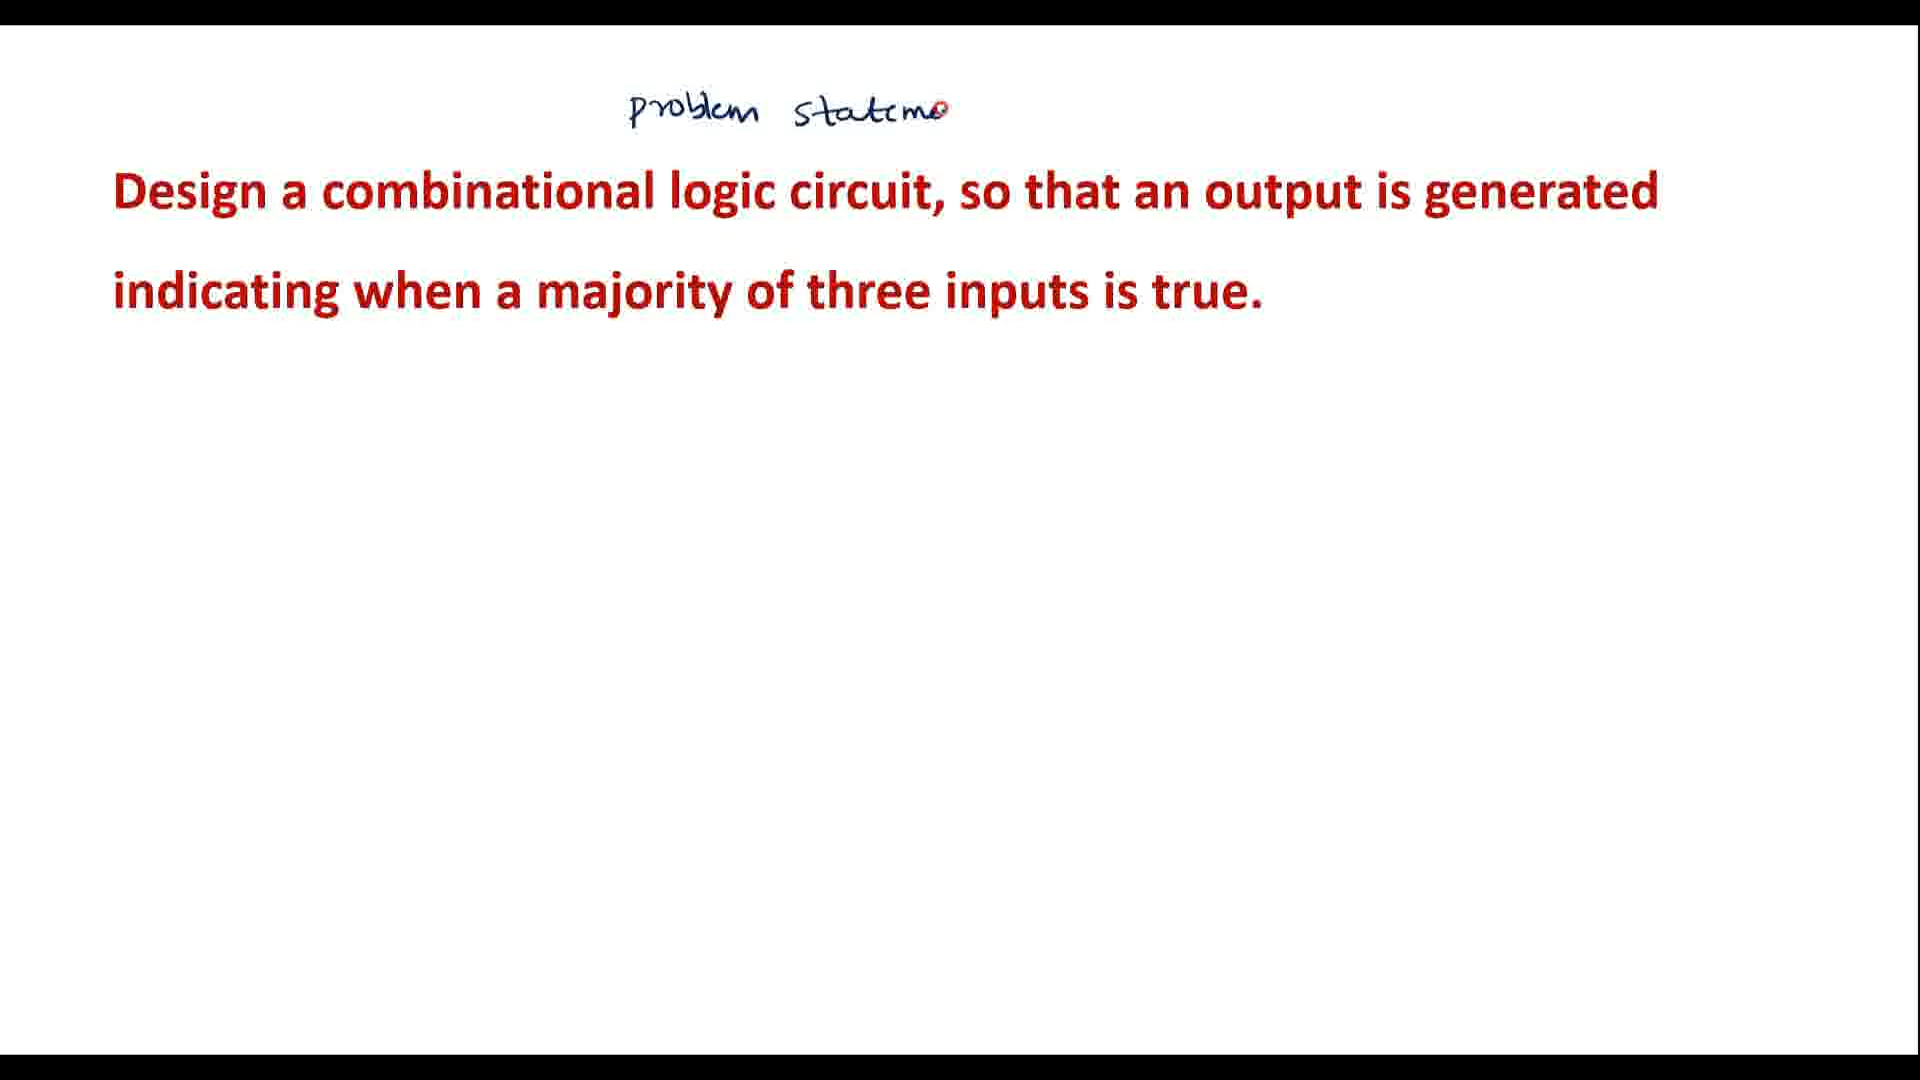 problem stateme
Design a combinational logic circuit, so that an output is generated
indicating when a majority of three inputs is true.